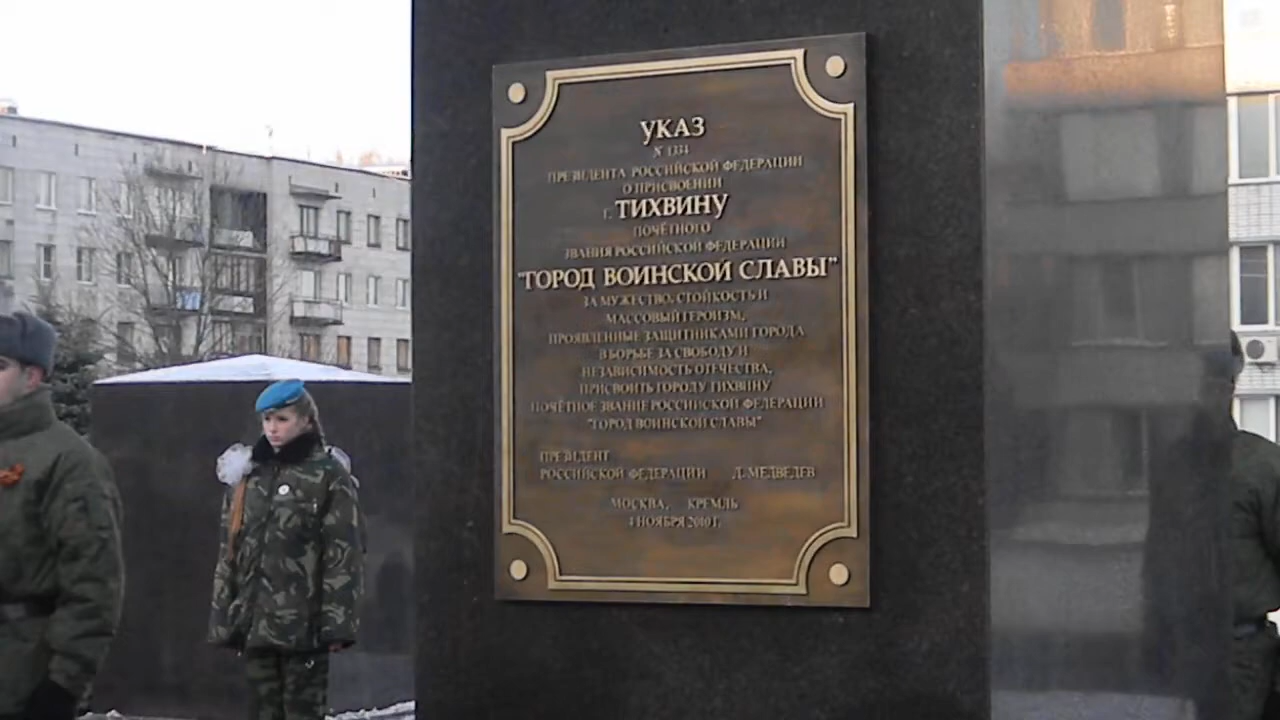 УКАЗ
N 1334
ПРЕЗИДЕНТА РОССИЙСКОЙ ФЕДЕРАЦИИ
О ПРИСВОЕНИИ
г. ТИХВИНУ
ПОЧЁТНОГО
ЗВАНИЯ РОССИЙСКОЙ ФЕДЕРАЦИИ
"ГОРОД ВОИНСКОЙ СЛАВЫ"
ЗА МУЖЕСТВО, СТОЙКОСТЬ И
МАССОВЫЙ ГЕРОИЗМ,
ПРОЯВЛЕННЫЕ ЗАЩИТНИКАМИ ГОРОДА
В БОРЬБЕ ЗА СВОБОДУ И
НЕЗАВИСИМОСТЬ ОТЕЧЕСТВА,
ПРИСВОИТЬ ГОРОДУ ТИХВИНУ
ПОЧЁТНОЕ ЗВАНИЕ РОССИЙСКОЙ ФЕДЕРАЦИИ
"ГОРОД ВОИНСКОЙ СЛАВЫ"
ПРЕЗИДЕНТ
РОССИЙСКОЙ ФЕДЕРАЦИИ Д. МЕДВЕДЕВ
МОСКВА, КРЕМЛЬ
4 НОЯБРЯ 2010 Г.